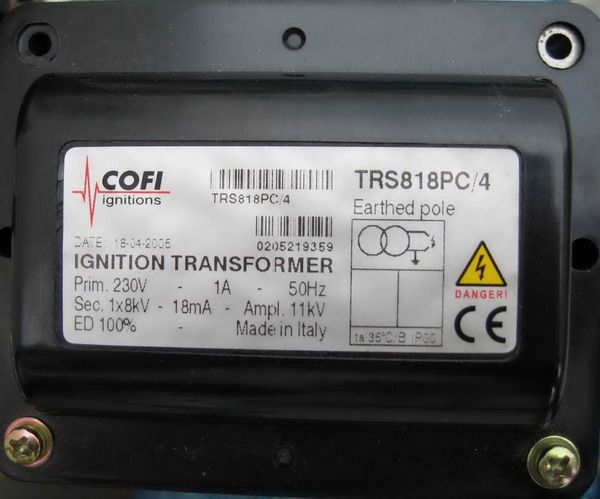 COFI
ignitions
TRS818PC/4
TRS818PC/4
Earthed pole
DATE 18-04-2005
0205219359
IGNITION TRANSFORMER
Prim. 230V - 1A - 50Hz
Sec. 1x8kV - 18mA - Ampl. 11kV
ED 100% - Made in Italy
ta 35°C/B IP00
DANGER!
CE